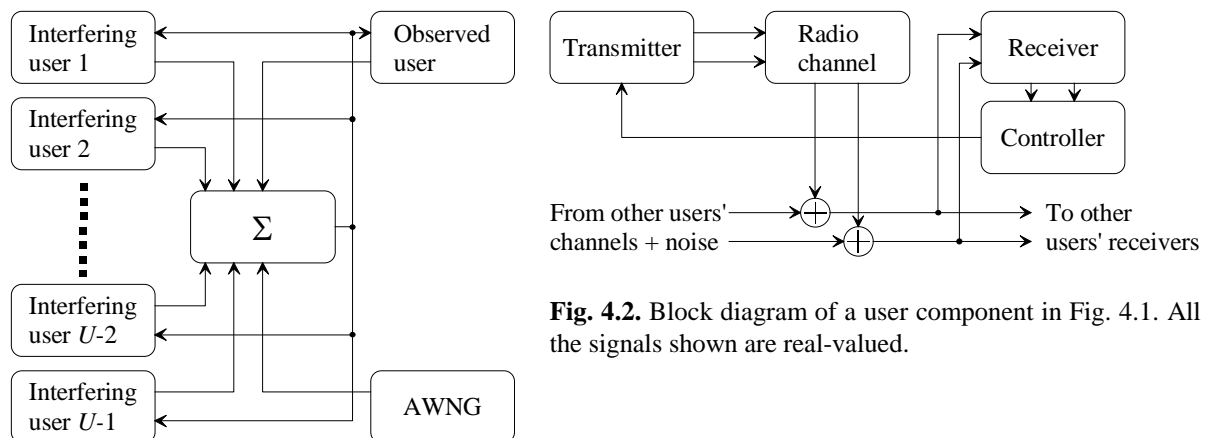 Interfering
user 1
Observed
user
Interfering
user 2
Σ
Interfering
user U-2
Interfering
user U-1
AWNG
Transmitter
Radio
channel
Receiver
Controller
From other users'
channels + noise
To other
users' receivers
Fig. 4.2. Block diagram of a user component in Fig. 4.1. All
the signals shown are real-valued.